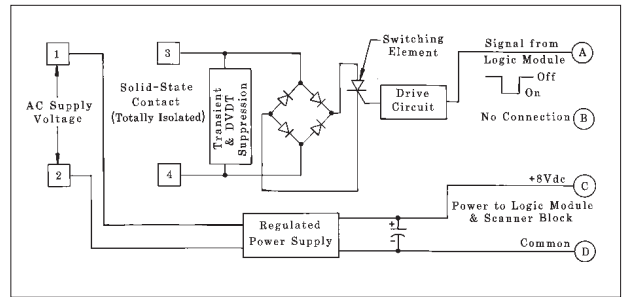 1
3
Switching
Element
Signal from
Logic Module
A
Off
On
Solid-State
Contact
(Totally Isolated)
Transient
& DVDT
Suppression
Drive
Circuit
AC Supply
Voltage
No Connection
B
2
4
+8Vdc
C
Regulated
Power Supply
+
-
Power to Logic Module
& Scanner Block
Common
D